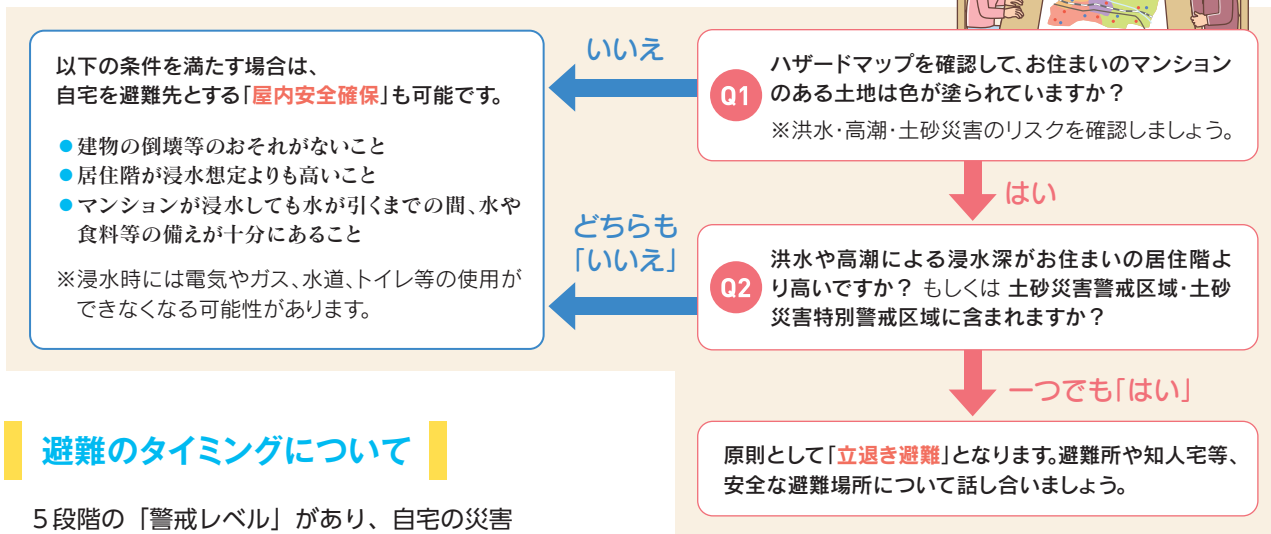 Q1
ハザードマップを確認して、お住まいのマンション
のある土地は色が塗られていますか？
※洪水・高潮・土砂災害のリスクを確認しましょう。
いいえ
以下の条件を満たす場合は、
自宅を避難先とする「屋内安全確保」も可能です。
●建物の倒壊等のおそれがないこと
●居住階が浸水想定よりも高いこと
●マンションが浸水しても水が引くまでの間、水や
食料等の備えが十分にあること
※浸水時には電気やガス、水道、トイレ等の使用が
できなくなる可能性があります。
はい
どちらも
「いいえ」
Q2
洪水や高潮による浸水深がお住まいの居住階よ
り高いですか？ もしくは 土砂災害警戒区域・土砂
災害特別警戒区域に含まれますか？
一つでも「はい」
原則として「立退き避難」となります。避難所や知人宅等、
安全な避難場所について話し合いましょう。
避難のタイミングについて
５段階の「警戒レベル」があり、自宅の災害